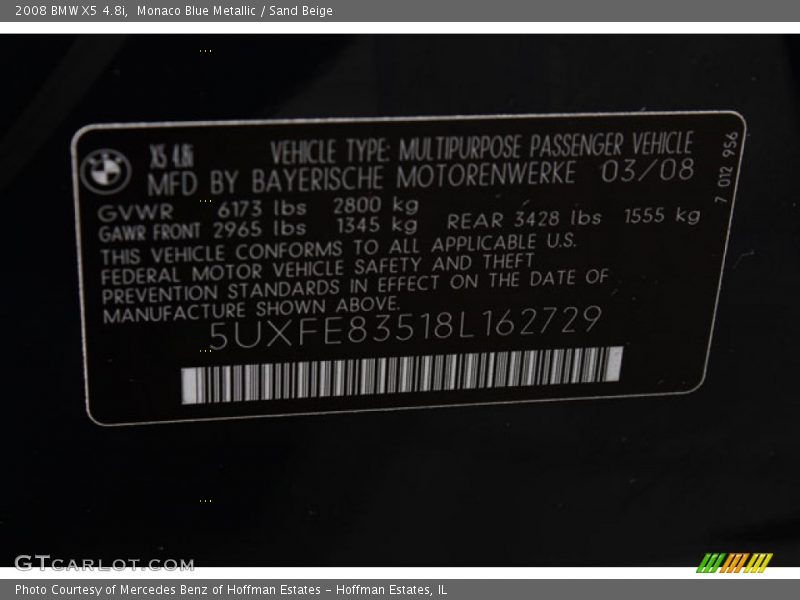 2008 BMW X5 4.8i, Monaco Blue Metallic / Sand Beige
X5 4.8i VEHICLE TYPE: MULTIPURPOSE PASSENGER VEHICLE
MFD BY BAYERISCHE MOTORENWERKE 03/08
GVWR 6173 lbs 2800 kg
GAWR FRONT 2965 lbs 1345 kg REAR 3428 lbs 1555 kg
THIS VEHICLE CONFORMS TO ALL APPLICABLE U.S.
FEDERAL MOTOR VEHICLE SAFETY AND THEFT
PREVENTION STANDARDS IN EFFECT ON THE DATE OF
MANUFACTURE SHOWN ABOVE.
5UXFE83518L162729
7 012 956
GTCARLOT.COM
Photo Courtesy of Mercedes Benz of Hoffman Estates - Hoffman Estates, IL